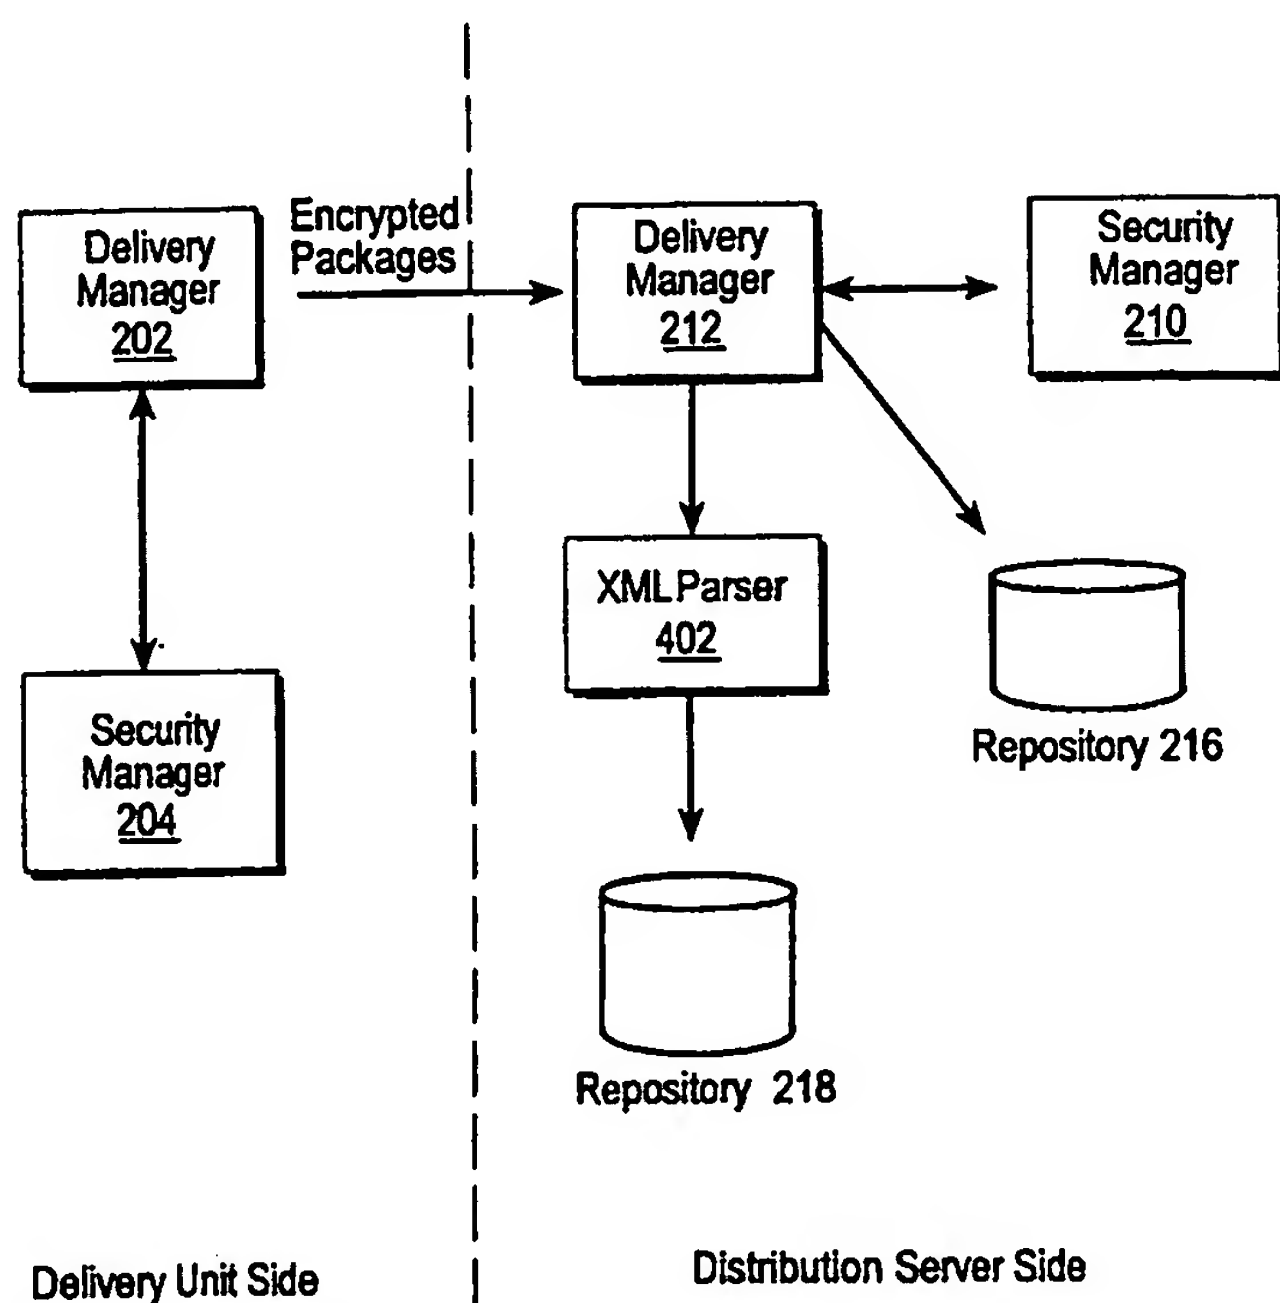 Encrypted
Packages
Delivery
Manager
202
Delivery
Manager
212
Security
Manager
210
XML Parser
402
Security
Manager
204
Repository 216
Repository 218
Delivery Unit Side
Distribution Server Side